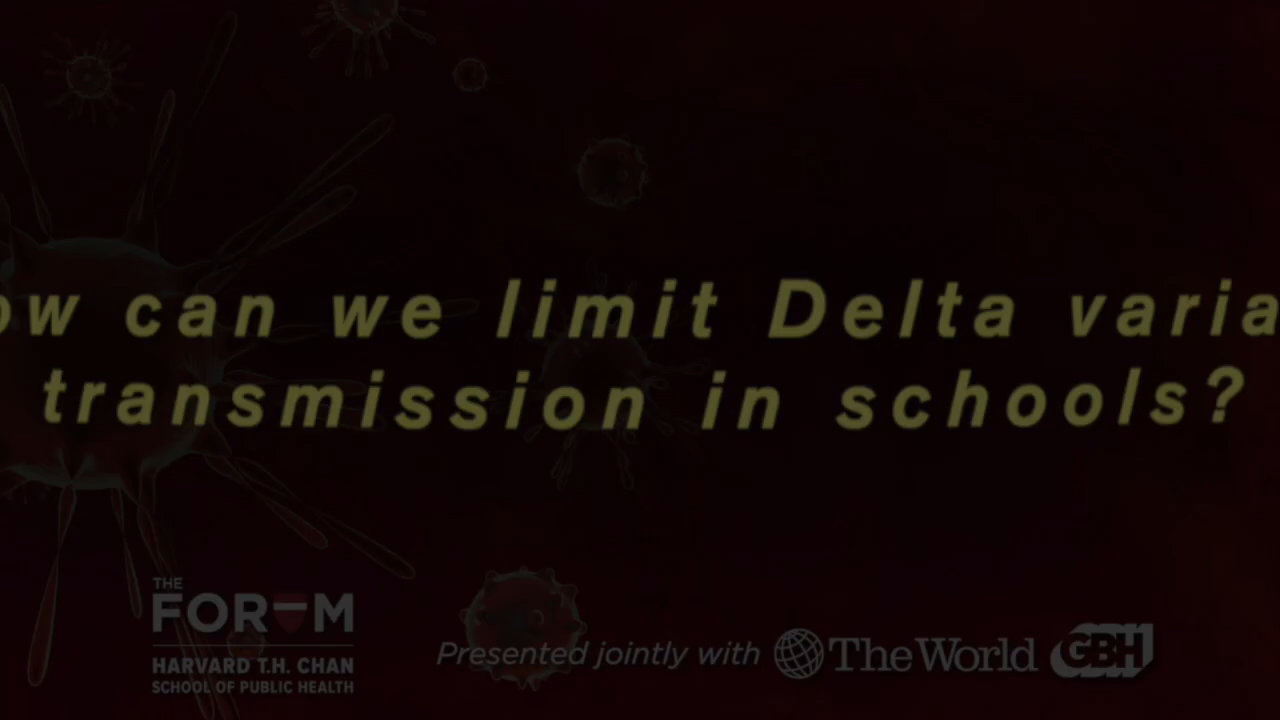 ow can we limit Delta varia
transmission in schools?
THE
FORUM
HARVARD T.H. CHAN
SCHOOL OF PUBLIC HEALTH
Presented jointly with The World GBH